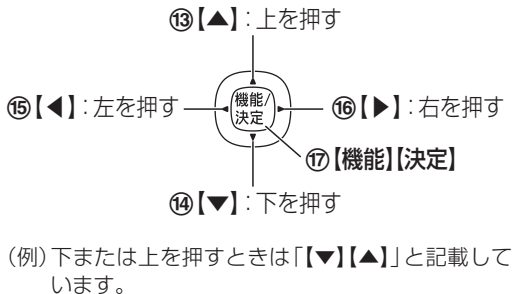 ⑬【▲】：上を押す
⑮【◀】：左を押す
機能/
決定
⑯【▶】：右を押す
⑰【機能】【決定】
⑭【▼】：下を押す
（例）下または上を押すときは「【▼】【▲】」と記載して
います。